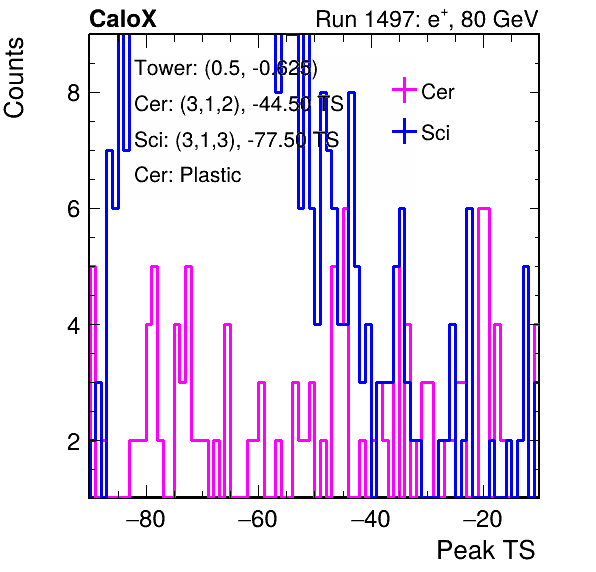 CaloX Run 1497: e⁺, 80 GeV
Counts
Tower: (0.5, -0.625)
Cer: (3,1,2), -44.50 TS
Sci: (3,1,3), -77.50 TS
Cer: Plastic
Cer
Sci
8
6
4
2
−80 −60 −40 −20
Peak TS